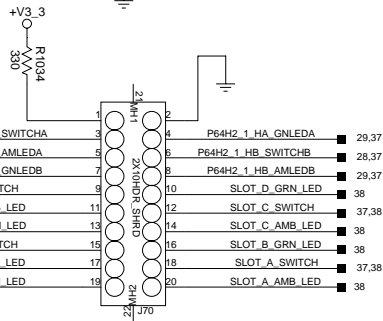 +V3_3
R1034
330
21
MH1
1 2
_SWITCHA 3 4 P64H2_1_HA_GNLEDA 29,37
_AMLEDA 5 6 P64H2_1_HB_SWITCHB 28,37
_GNLEDB 7 8 P64H2_1_HB_AMLEDB 29,37
TCH 9 10 SLOT_D_GRN_LED 38
_LED 11 12 SLOT_C_SWITCH 37,38
_LED 13 14 SLOT_C_AMB_LED 38
TCH 15 16 SLOT_B_GRN_LED 38
_LED 17 18 SLOT_A_SWITCH 37,38
_LED 19 20 SLOT_A_AMB_LED 38
2X10HDR_SHRD
MH2
22
J70